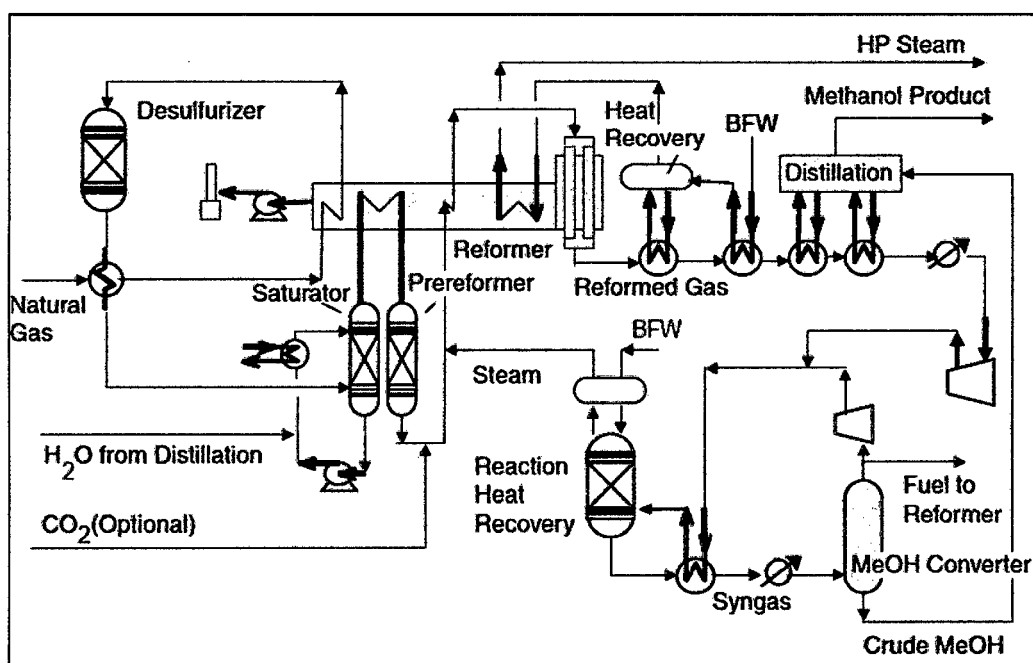 HP Steam
Desulfurizer
Methanol Product
Heat
Recovery
BFW
Distillation
Reformer
Reformed Gas
Natural
Gas
Saturator
Prereformer
BFW
Steam
H2O from Distillation
Reaction
Heat
Recovery
Fuel to
Reformer
CO2(Optional)
MeOH Converter
Syngas
Crude MeOH